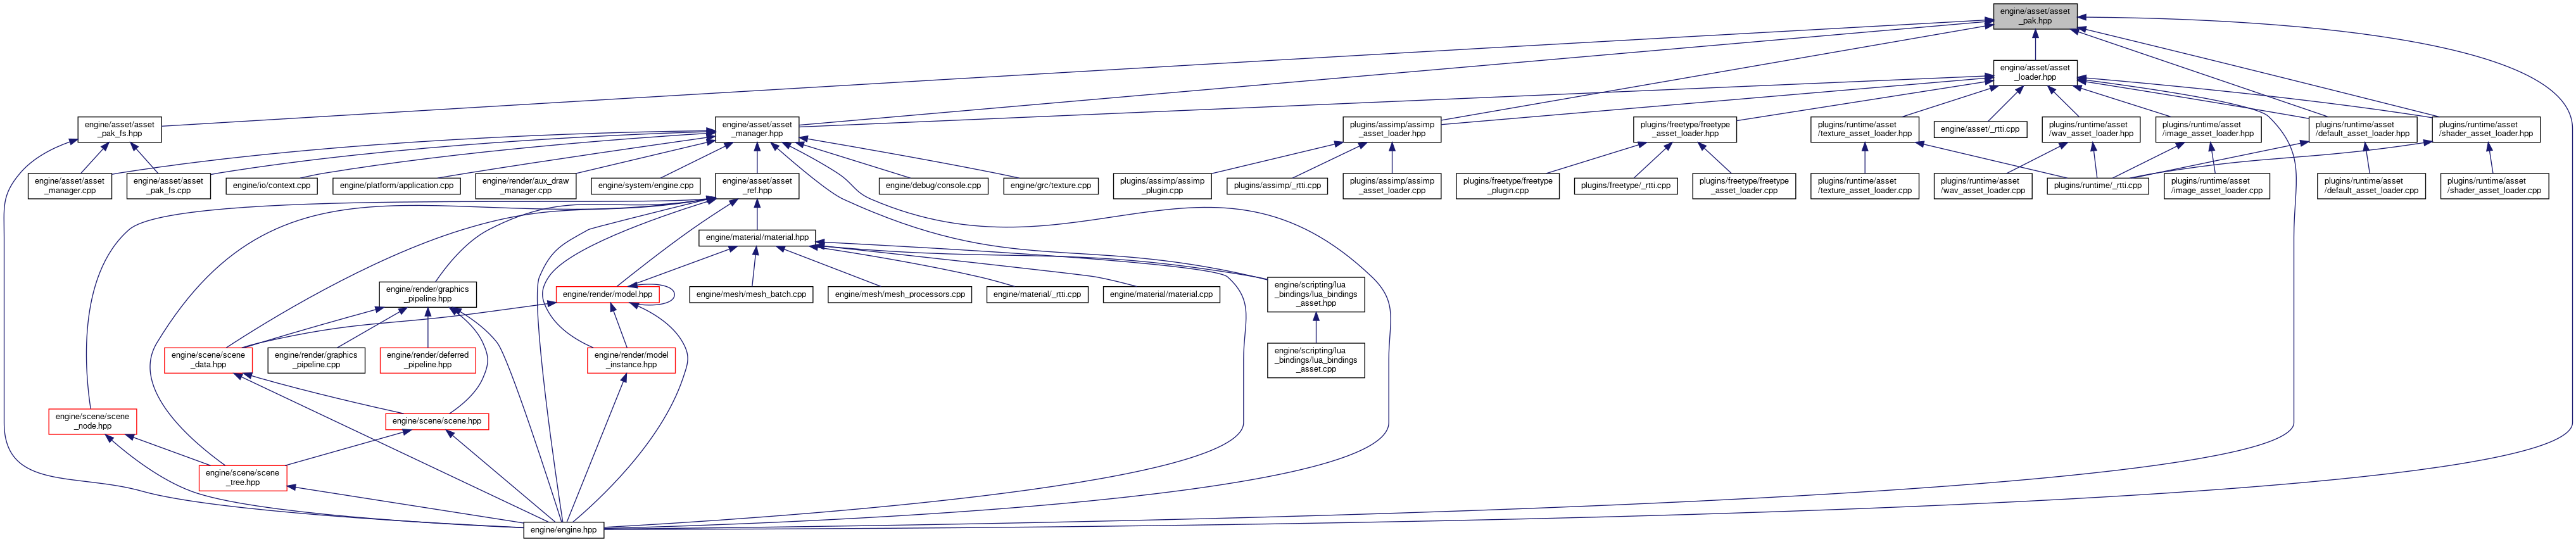 engine/asset/asset
_pak.hpp
engine/asset/asset
_loader.hpp
engine/asset/asset
_pak_fs.hpp
engine/asset/asset
_manager.hpp
plugins/assimp/assimp
_asset_loader.hpp
plugins/freetype/freetype
_asset_loader.hpp
plugins/runtime/asset
/texture_asset_loader.hpp
engine/asset/_rtti.cpp
plugins/runtime/asset
/wav_asset_loader.hpp
plugins/runtime/asset
/image_asset_loader.hpp
plugins/runtime/asset
/default_asset_loader.hpp
plugins/runtime/asset
/shader_asset_loader.hpp
engine/asset/asset
_manager.cpp
engine/asset/asset
_pak_fs.cpp
engine/io/context.cpp
engine/platform/application.cpp
engine/render/aux_draw
_manager.cpp
engine/system/engine.cpp
engine/asset/asset
_ref.hpp
engine/debug/console.cpp
engine/grc/texture.cpp
plugins/assimp/assimp
_plugin.cpp
plugins/assimp/_rtti.cpp
plugins/assimp/assimp
_asset_loader.cpp
plugins/freetype/freetype
_plugin.cpp
plugins/freetype/_rtti.cpp
plugins/freetype/freetype
_asset_loader.cpp
plugins/runtime/asset
/texture_asset_loader.cpp
plugins/runtime/asset
/wav_asset_loader.cpp
plugins/runtime/_rtti.cpp
plugins/runtime/asset
/image_asset_loader.cpp
plugins/runtime/asset
/default_asset_loader.cpp
plugins/runtime/asset
/shader_asset_loader.cpp
engine/material/material.hpp
engine/render/graphics
_pipeline.hpp
engine/render/model.hpp
engine/mesh/mesh_batch.cpp
engine/mesh/mesh_processors.cpp
engine/material/_rtti.cpp
engine/material/material.cpp
engine/scripting/lua
_bindings/lua_bindings
_asset.hpp
engine/scene/scene
_data.hpp
engine/render/graphics
_pipeline.cpp
engine/render/deferred
_pipeline.hpp
engine/render/model
_instance.hpp
engine/scripting/lua
_bindings/lua_bindings
_asset.cpp
engine/scene/scene
_node.hpp
engine/scene/scene.hpp
engine/scene/scene
_tree.hpp
engine/engine.hpp